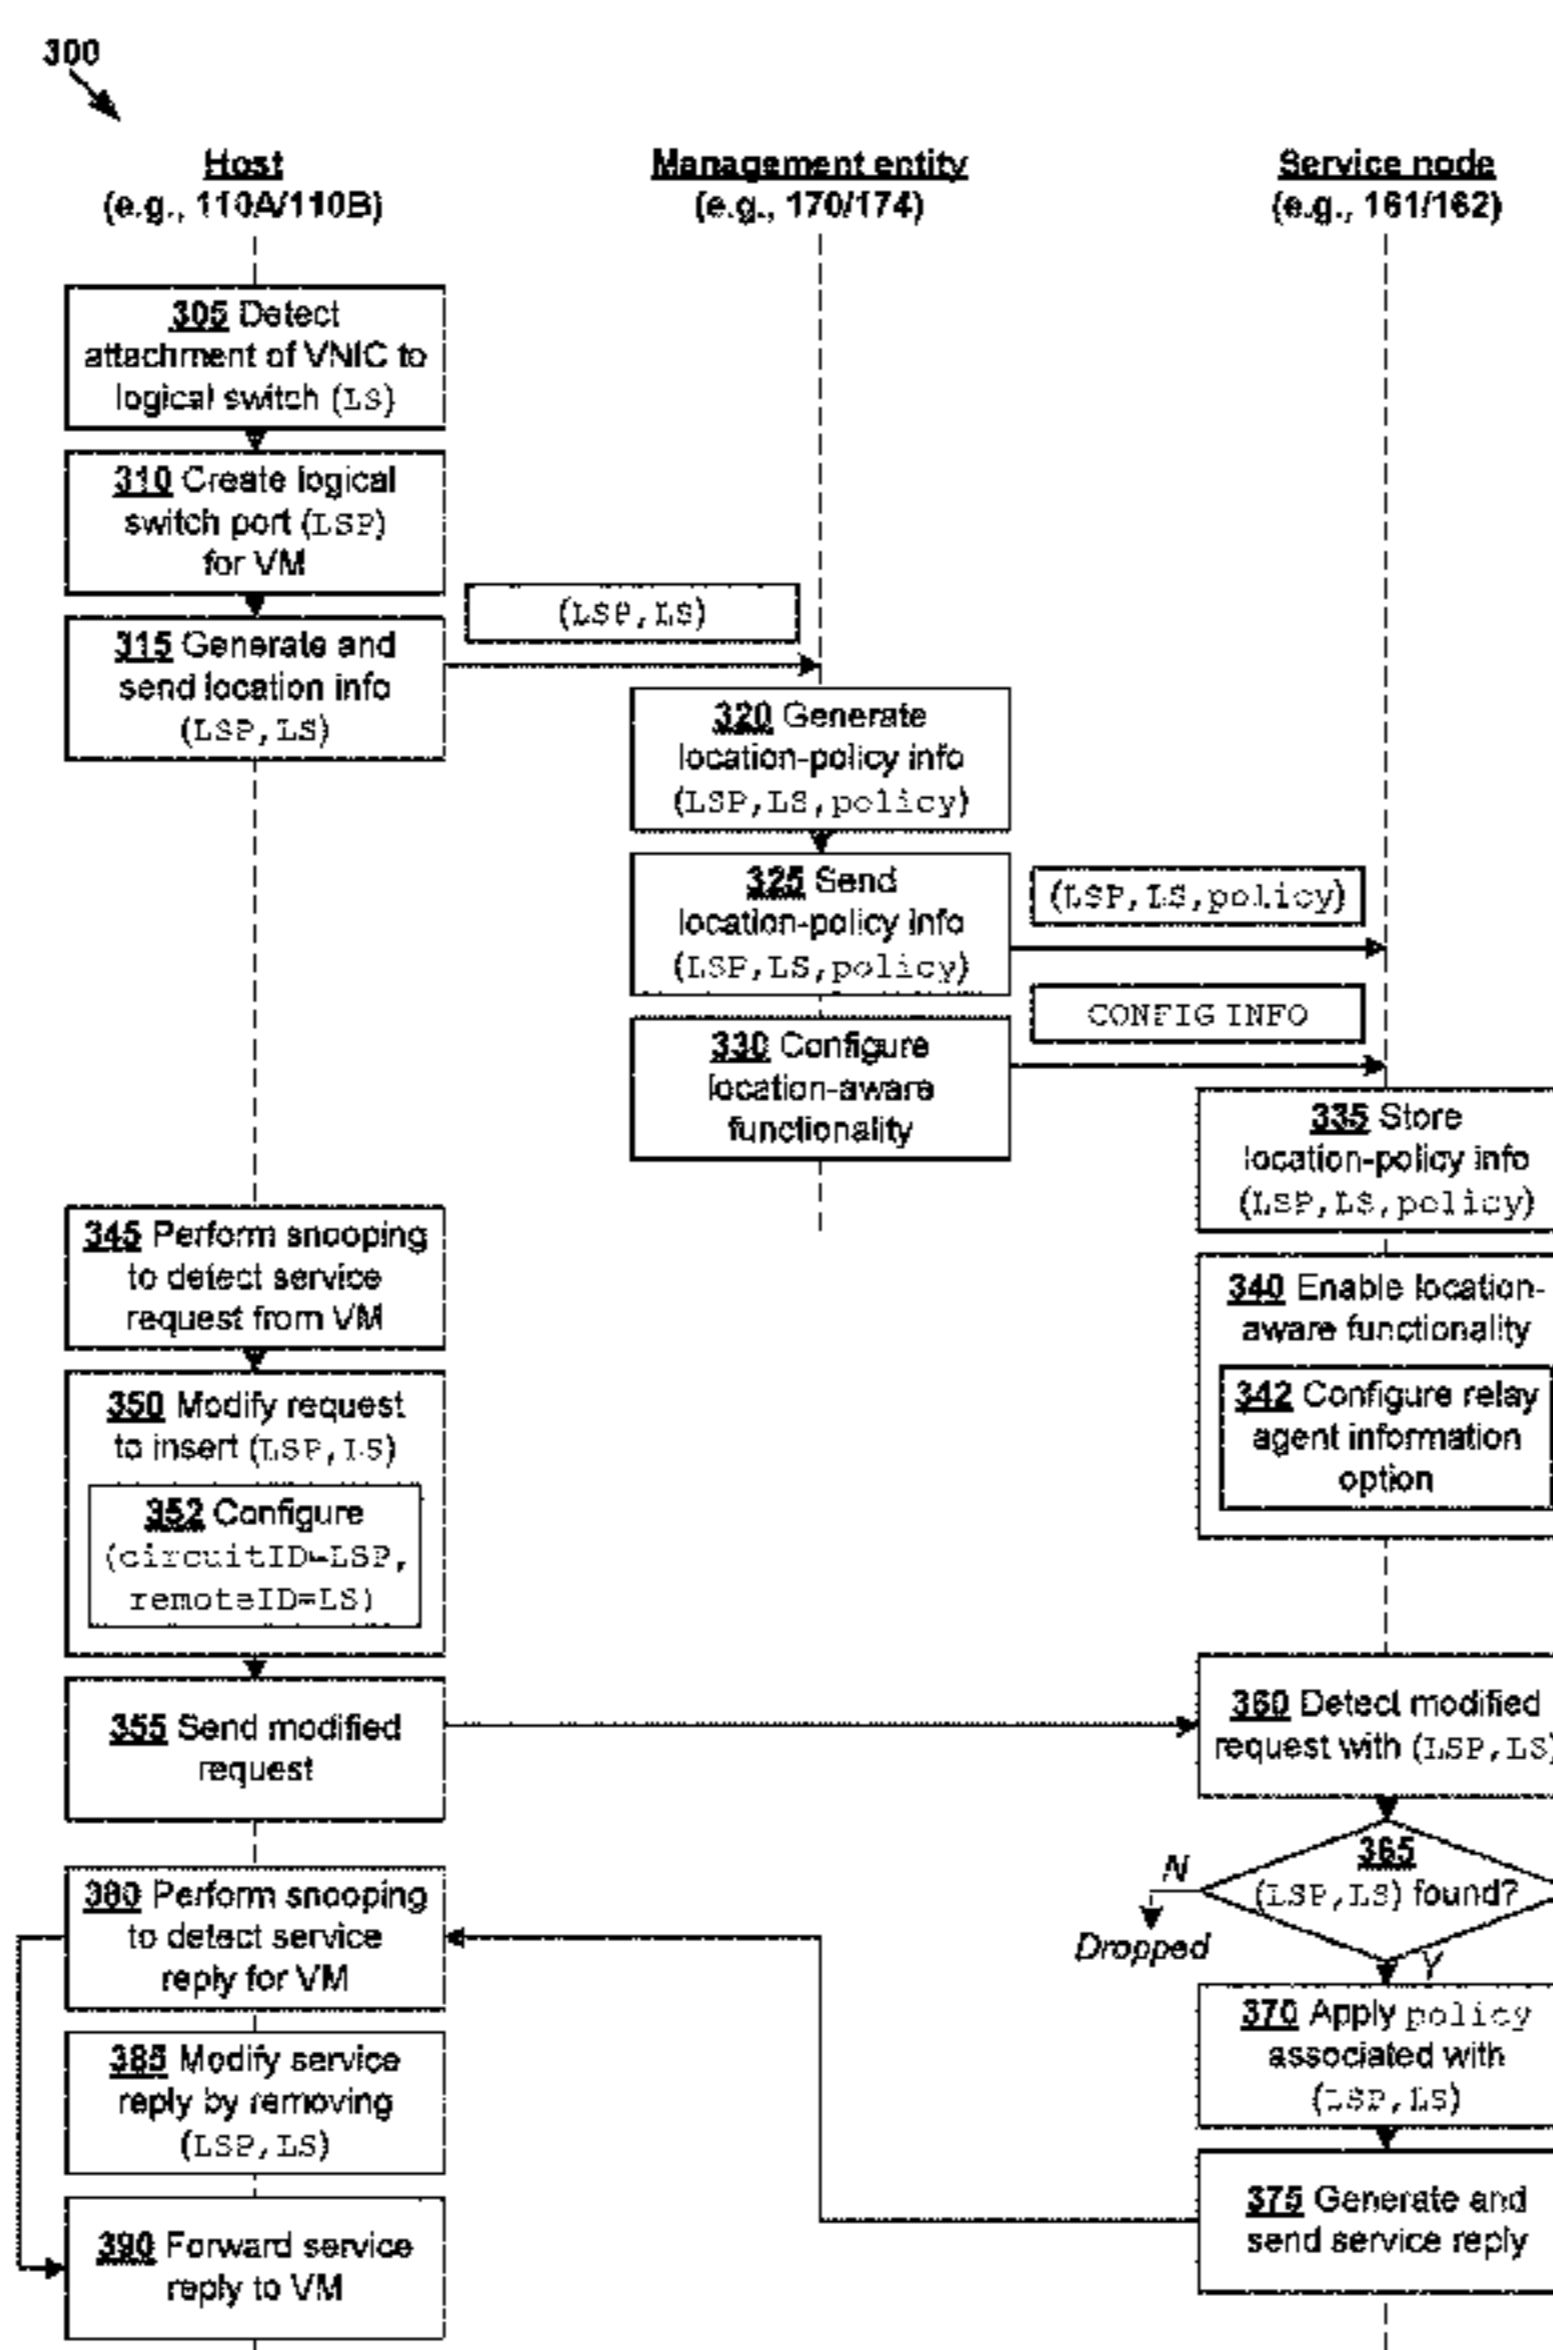 300
Host
(e.g., 110A/110B)
Management entity
(e.g., 170/174)
Service node
(e.g., 161/162)
305 Detect
attachment of VNIC to
logical switch (LS)
310 Create logical
switch port (LSP)
for VM
315 Generate and
send location info
(LSP,LS)
(LSP,LS)
320 Generate
location-policy info
(LSP,LS,policy)
325 Send
location-policy info
(LSP,LS,policy)
(LSP,LS,policy)
330 Configure
location-aware
functionality
CONFIG INFO
335 Store
location-policy info
(LSP,LS,policy)
340 Enable location-
aware functionality
342 Configure relay
agent information
option
345 Perform snooping
to detect service
request from VM
350 Modify request
to insert (LSP,LS)
352 Configure
(circuitID=LSP,
remoteID=LS)
355 Send modified
request
360 Detect modified
request with (LSP,LS)
365
(LSP,LS) found?
N
Dropped
Y
370 Apply policy
associated with
(LSP,LS)
375 Generate and
send service reply
380 Perform snooping
to detect service
reply for VM
385 Modify service
reply by removing
(LSP,LS)
390 Forward service
reply to VM